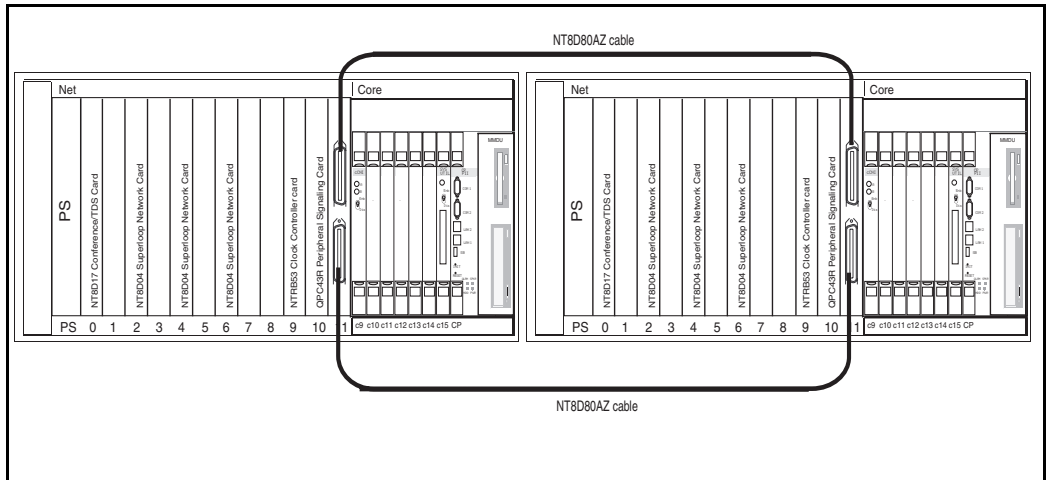 NT8D80AZ cable
Net
Core
MMDU
PS
NT8D17 Conference/TDS Card
NT8D04 Superloop Network Card
NT8D04 Superloop Network Card
NT8D04 Superloop Network Card
NTRB53 Clock Controller card
QPC43R Peripheral Signaling Card
PS 0 1 2 3 4 5 6 7 8 9 10 1 c9 c10 c11 c12 c13 c14 c15 CP
Net
Core
MMDU
PS
NT8D17 Conference/TDS Card
NT8D04 Superloop Network Card
NT8D04 Superloop Network Card
NT8D04 Superloop Network Card
NTRB53 Clock Controller card
QPC43R Peripheral Signaling Card
PS 0 1 2 3 4 5 6 7 8 9 10 1 c9 c10 c11 c12 c13 c14 c15 CP
NT8D80AZ cable